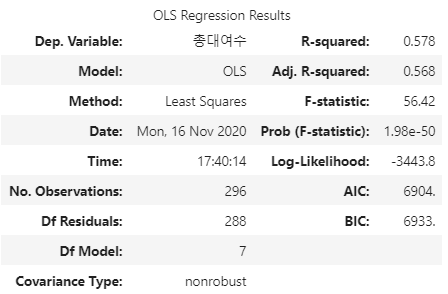 OLS Regression Results
Dep. Variable: 총대여수 R-squared: 0.578
Model: OLS Adj. R-squared: 0.568
Method: Least Squares F-statistic: 56.42
Date: Mon, 16 Nov 2020 Prob (F-statistic): 1.98e-50
Time: 17:40:14 Log-Likelihood: -3443.8
No. Observations: 296 AIC: 6904.
Df Residuals: 288 BIC: 6933.
Df Model: 7
Covariance Type: nonrobust